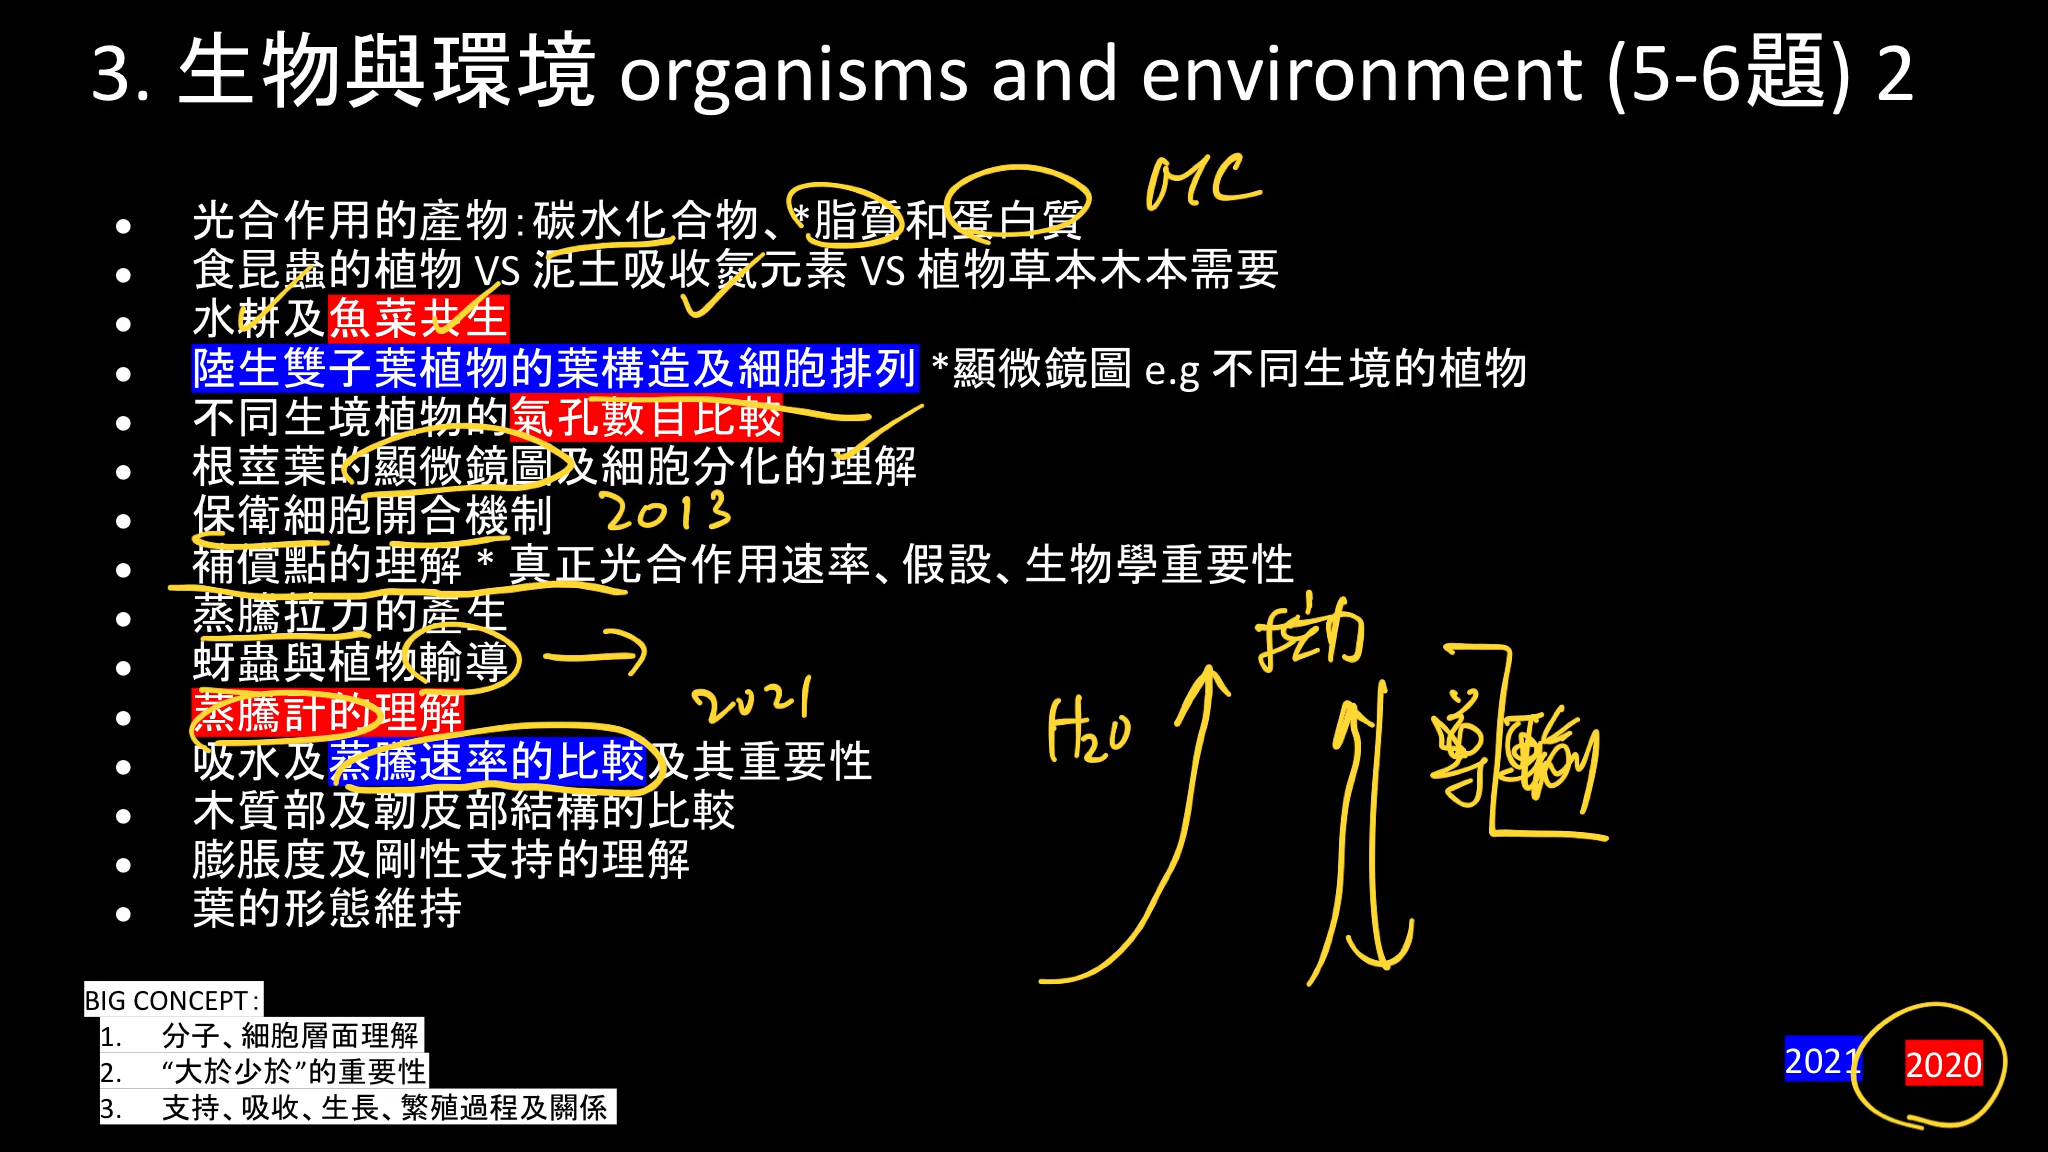 3. 生物與環境 organisms and environment (5-6題) 2
MC
• 光合作用的產物：碳水化合物、*脂質和蛋白質
• 食昆蟲的植物 VS 泥土吸收氮元素 VS 植物草本木本需要
• 水耕及魚菜共生
• 陸生雙子葉植物的葉構造及細胞排列 *顯微鏡圖 e.g 不同生境的植物
• 不同生境植物的氣孔數目比較
• 根莖葉的顯微鏡圖及細胞分化的理解
• 保衛細胞開合機制 2013
• 補償點的理解 * 真正光合作用速率、假設、生物學重要性
• 蒸騰拉力的產生
拉力
• 蚜蟲與植物輸導
• 蒸騰計的理解
2021
H2O
導
輸
• 吸水及蒸騰速率的比較及其重要性
• 木質部及韌皮部結構的比較
• 膨脹度及剛性支持的理解
• 葉的形態維持
BIG CONCEPT：
1. 分子、細胞層面理解
2. “大於少於”的重要性
3. 支持、吸收、生長、繁殖過程及關係
2021 2020